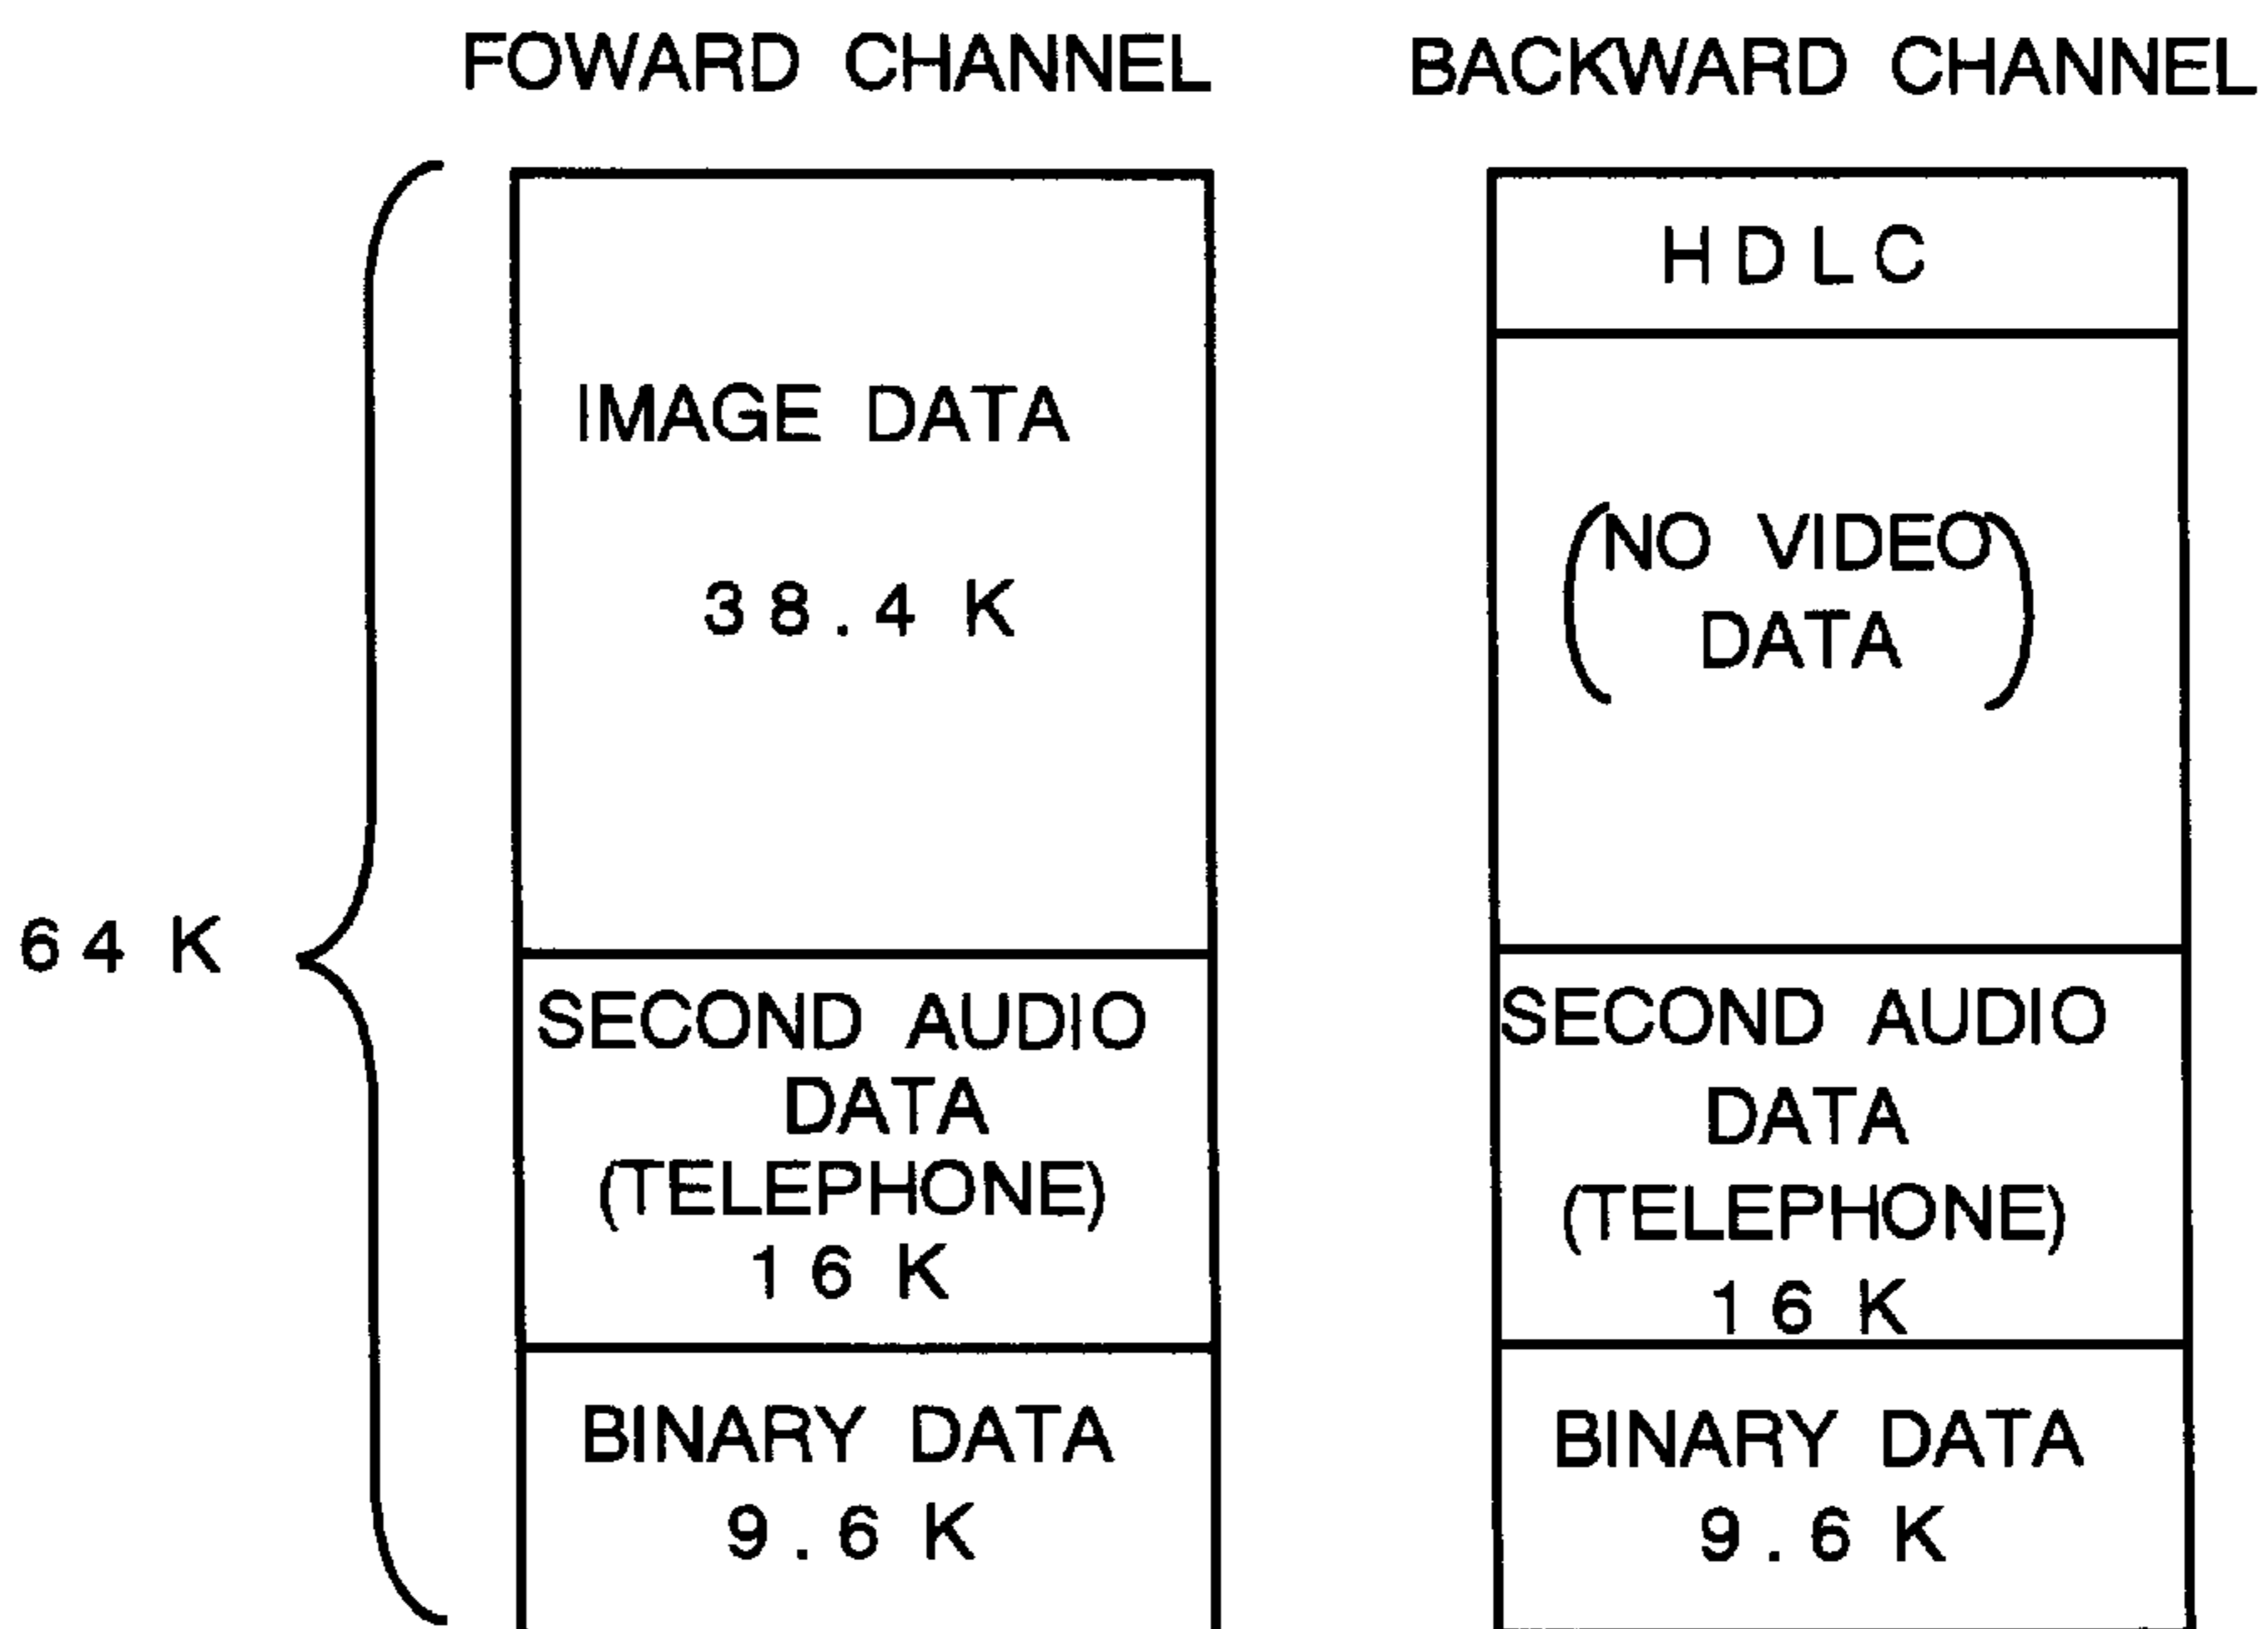 FOWARD CHANNEL
64 K
IMAGE DATA
38.4 K
SECOND AUDIO
DATA
(TELEPHONE)
16 K
BINARY DATA
9.6 K
BACKWARD CHANNEL
HDLC
(NO VIDEO
DATA)
SECOND AUDIO
DATA
(TELEPHONE)
16 K
BINARY DATA
9.6 K